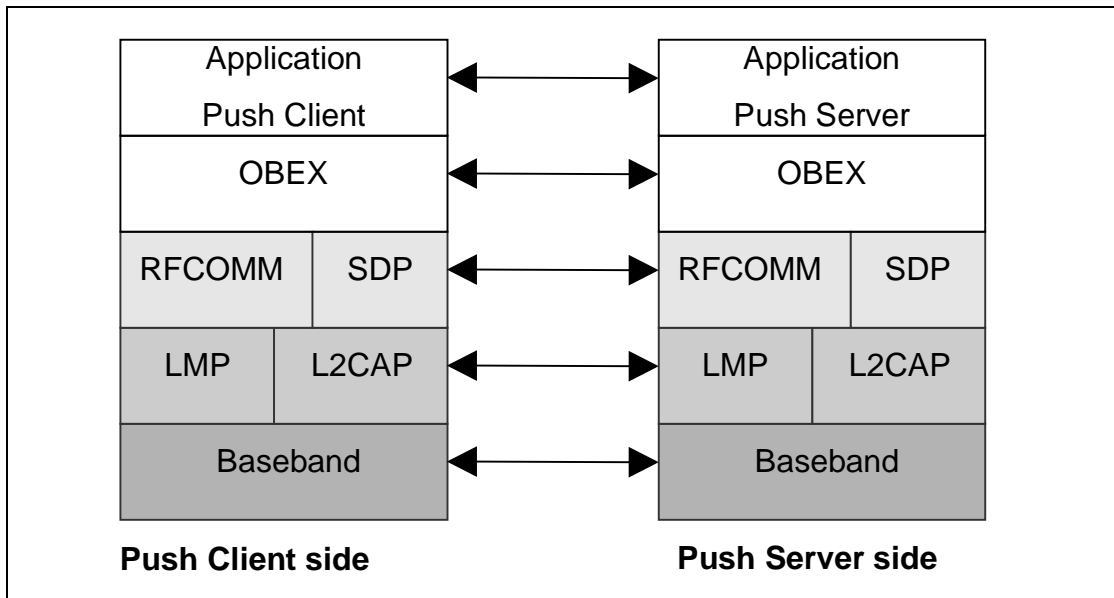 Application
Push Client
OBEX
RFCOMM SDP
LMP L2CAP
Baseband
Push Client side
Application
Push Server
OBEX
RFCOMM SDP
LMP L2CAP
Baseband
Push Server side